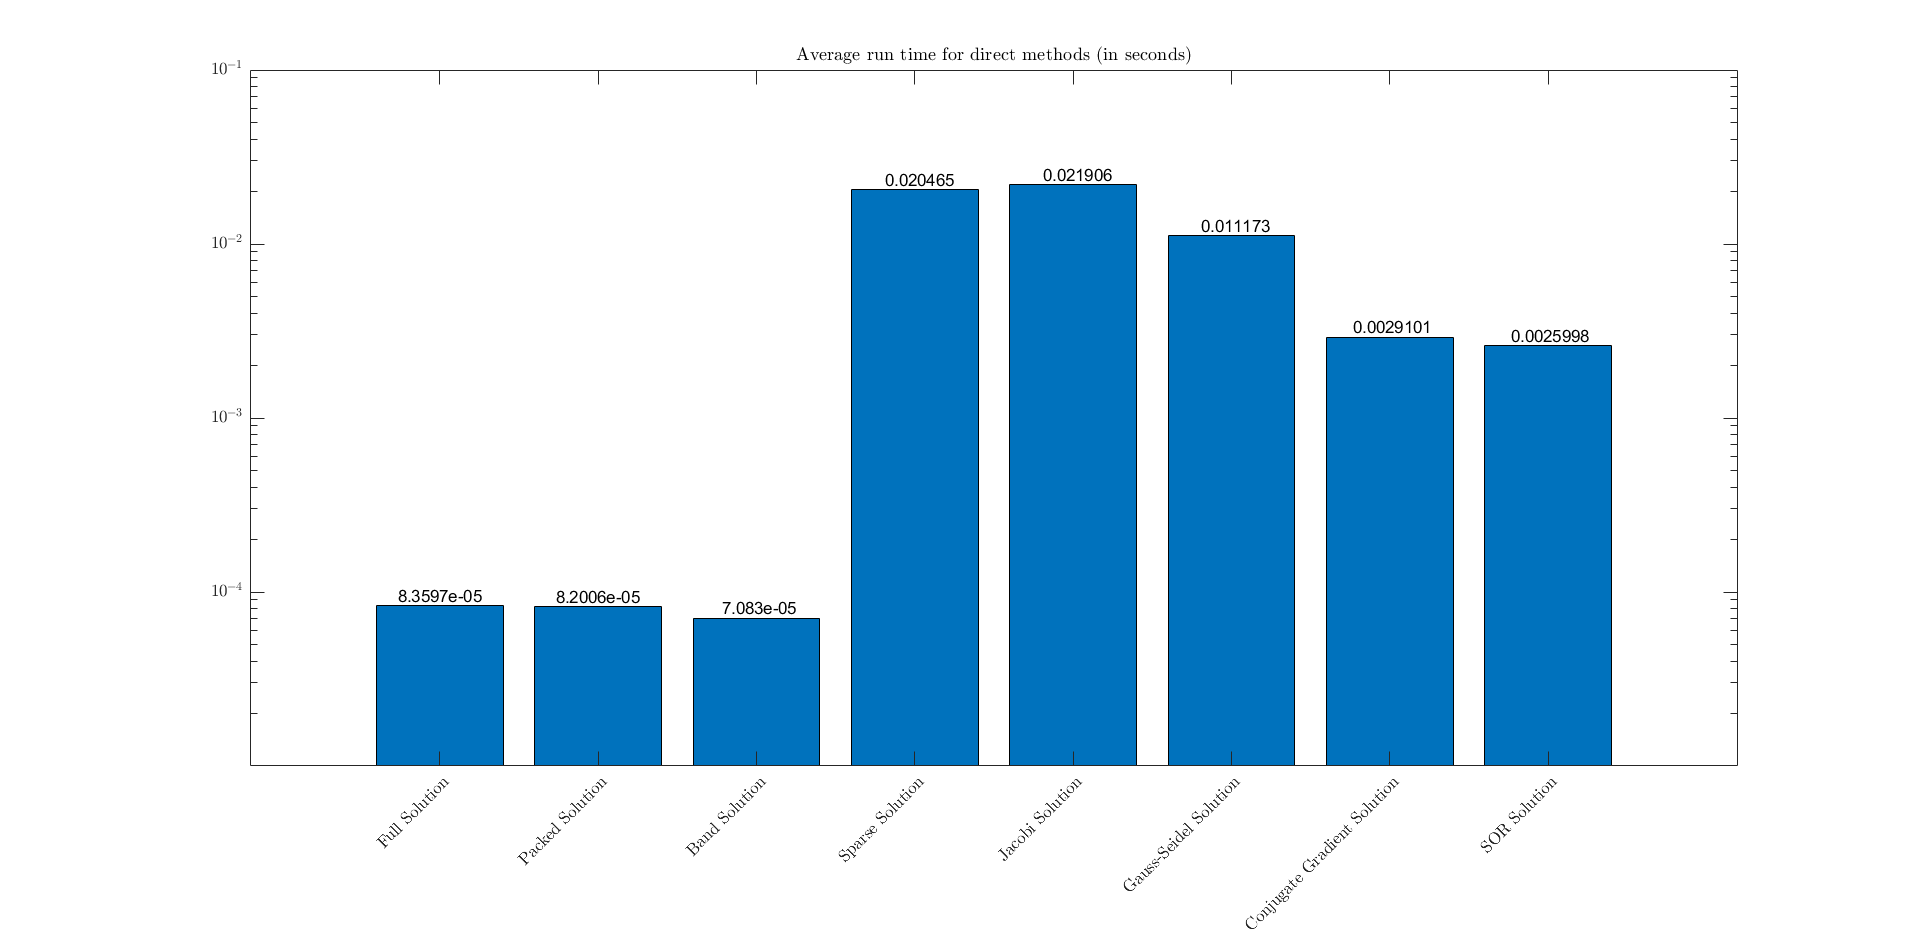 Average run time for direct methods (in seconds)
10^-1
10^-2
10^-3
10^-4
8.3597e-05
8.2006e-05
7.083e-05
0.020465
0.021906
0.011173
0.0029101
0.0025998
Full Solution
Packed Solution
Band Solution
Sparse Solution
Jacobi Solution
Gauss-Seidel Solution
Conjugate Gradient Solution
SOR Solution